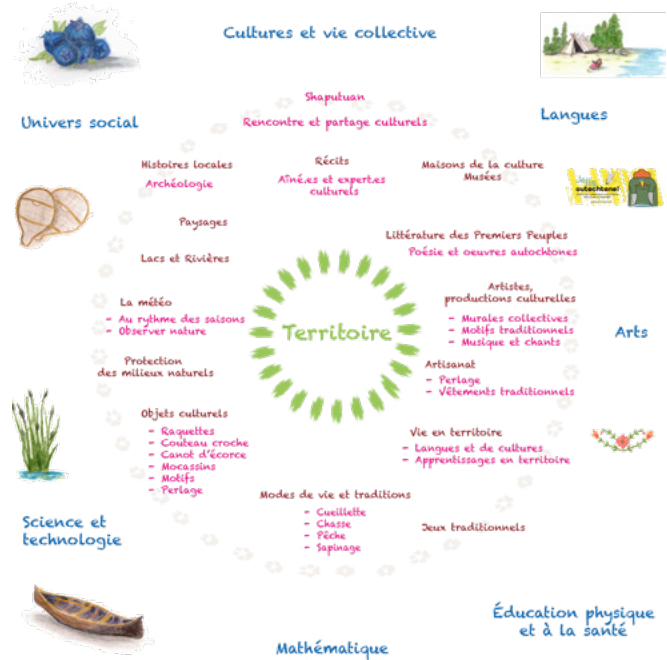 Cultures et vie collective
Univers social
Langues
Shaputuan
Rencontre et partage culturels
Histoires locales
Archéologie
Récits
Aîné.es et expert.es
culturels
Maisons de la culture
Musées
autochtone!
Paysages
Littérature des Premiers Peuples
Poésie et oeuvres autochtones
Lacs et Rivières
Artistes,
productions culturelles
- Murales collectives
- Motifs traditionnels
- Musique et chants
La météo
- Au rythme des saisons
- Observer nature
Territoire
Arts
Protection
des milieux naturels
Artisanat
- Perlage
- Vêtements traditionnels
Objets culturels
- Raquettes
- Couteau croche
- Canot d'écorce
- Mocassins
- Motifs
- Perlage
Vie en territoire
- Langues et de cultures
- Apprentissages en territoire
Modes de vie et traditions
- Cueillette
- Chasse
- Pêche
- Sapinage
Jeux traditionnels
Science et
technologie
Éducation physique
et à la santé
Mathématique